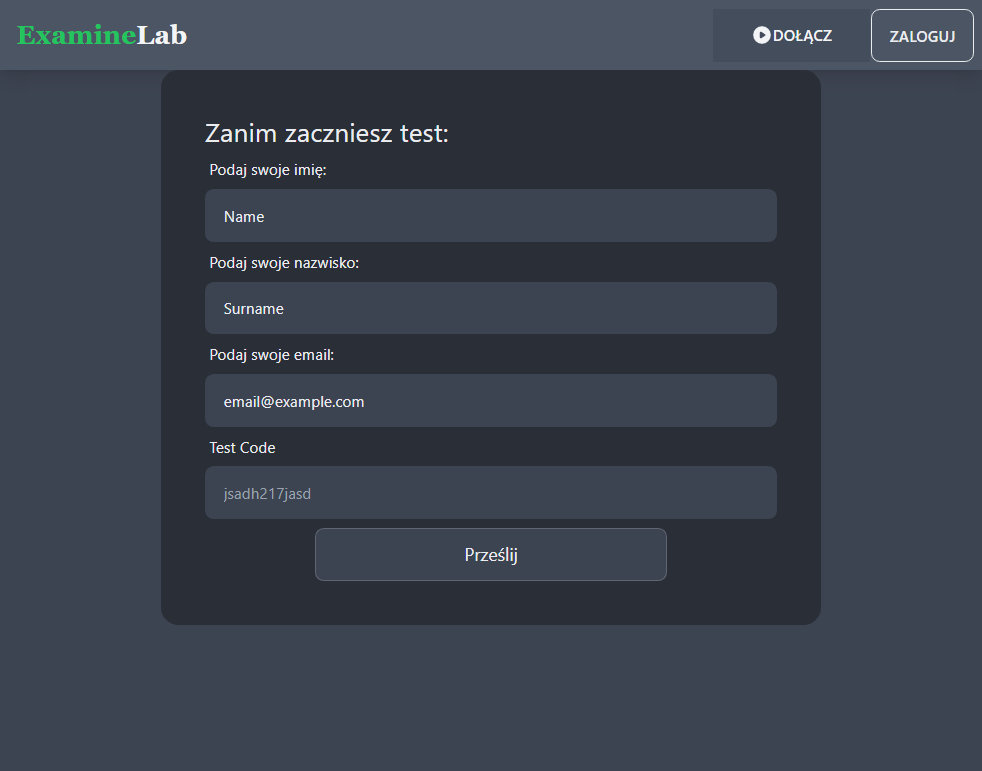 ExamineLab
DOŁĄCZ
ZALOGUJ
Zanim zaczniesz test:
Podaj swoje imię:
Name
Podaj swoje nazwisko:
Surname
Podaj swoje email:
email@example.com
Test Code
jsadh217jasd
Prześlij